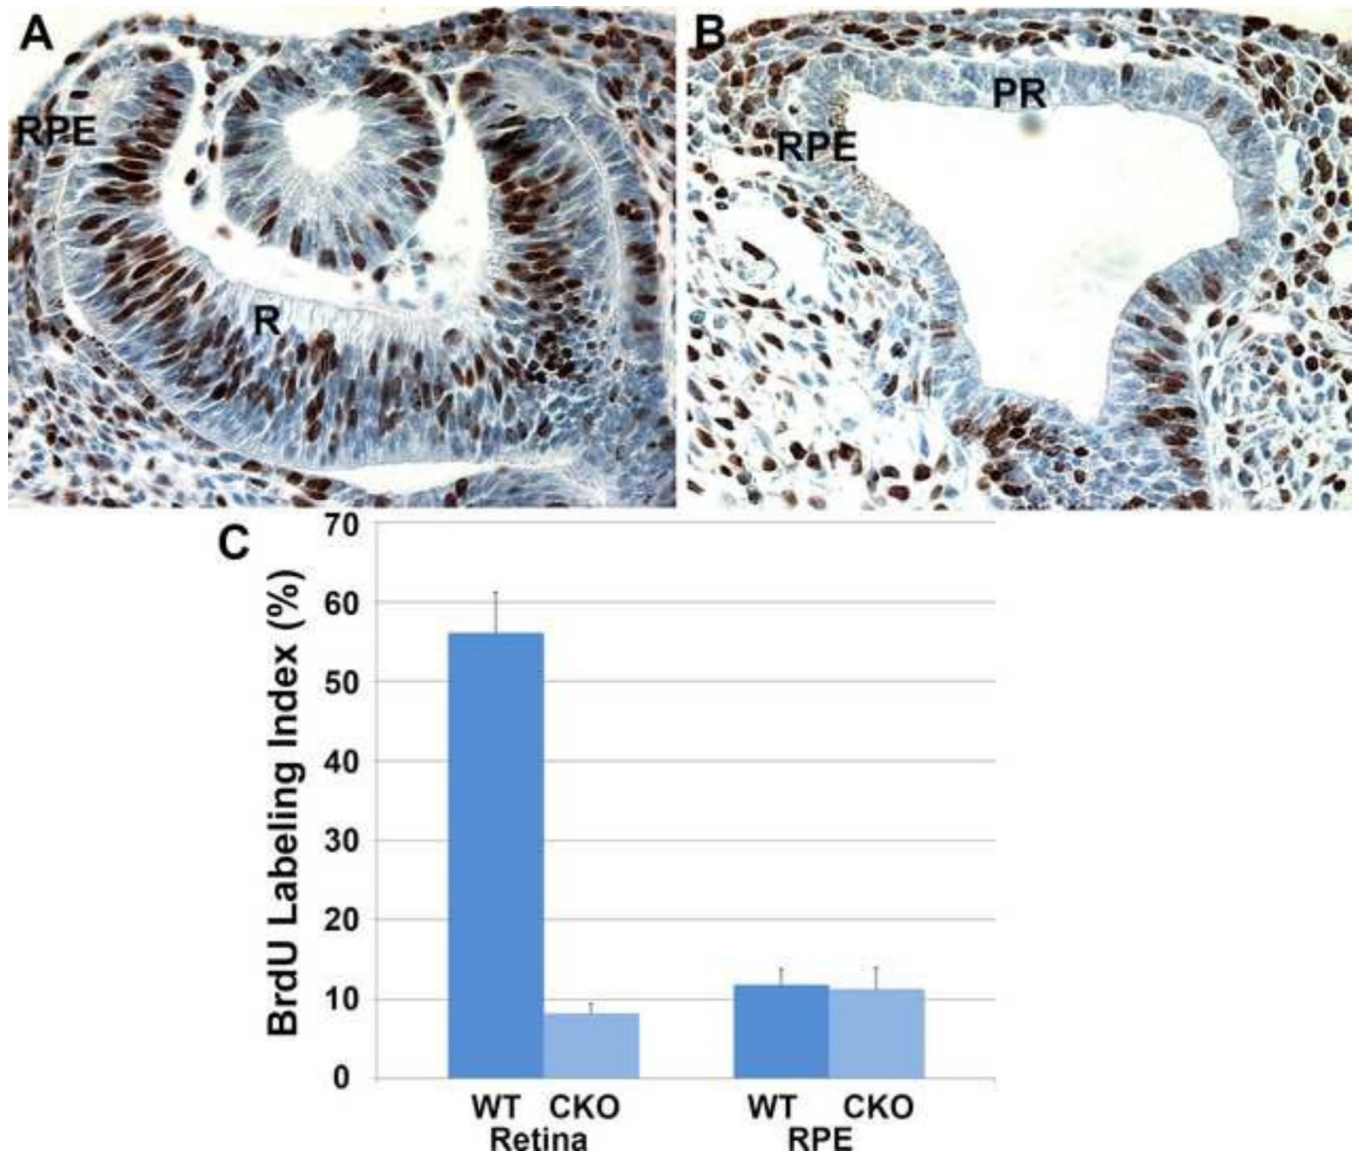 A
B
RPE
PR
RPE
R
C
BrdU Labeling Index (%)
70
60
50
40
30
20
10
0
WT CKO WT CKO
Retina RPE